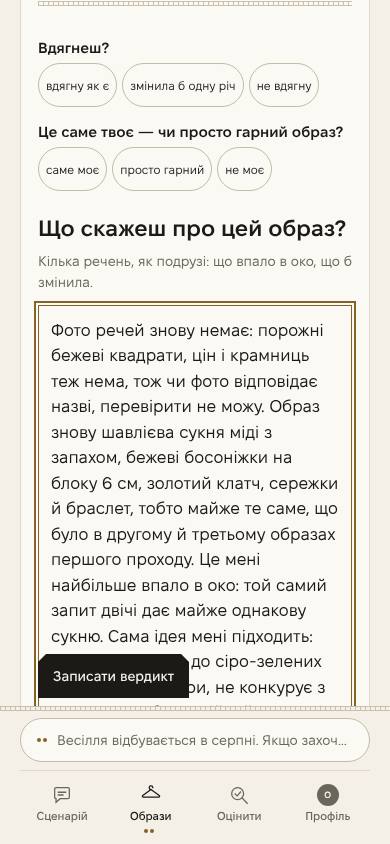 Вдягнеш?
вдягну як є
змінила б одну річ
не вдягну
Це саме твоє — чи просто гарний образ?
саме моє
просто гарний
не моє
Що скажеш про цей образ?
Кілька речень, як подрузі: що впало в око, що б
змінила.
Фото речей знову немає: порожні
бежеві квадрати, цін і крамниць
теж нема, тож чи фото відповідає
назві, перевірити не можу. Образ
знову шавлієва сукня міді з
запахом, бежеві босоніжки на
блоку 6 см, золотий клатч, сережки
й браслет, тобто майже те саме, що
було в другому й третьому образах
першого проходу. Це мені
найбільше впало в око: той самий
запит двічі дає майже однакову
сукню. Сама ідея мені підходить:
до сіро-зелених
не конкурує з
Записати вердикт
Весілля відбувається в серпні. Якщо захоч...
Сценарій
Образи
Оцінити
О
Профіль